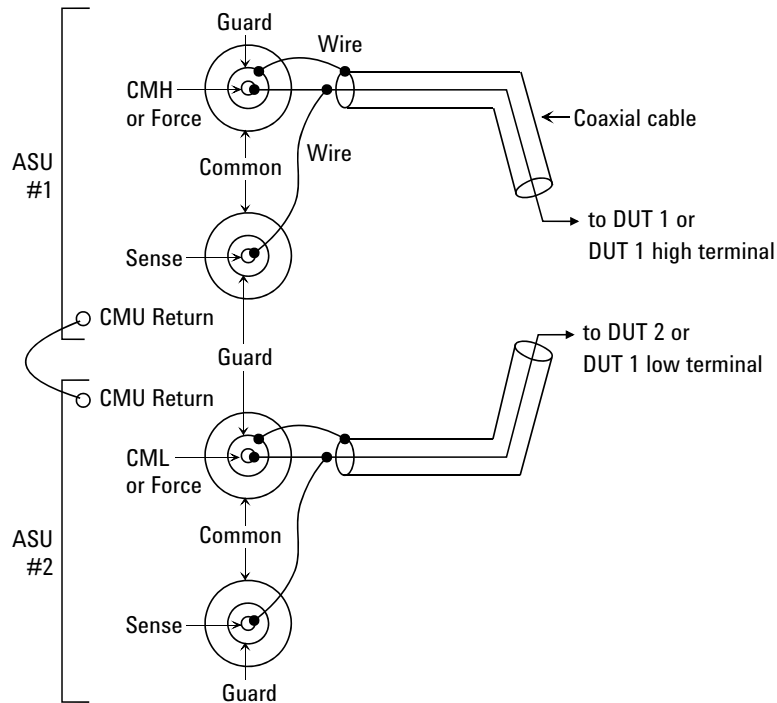 Guard
Wire
CMH
or Force
Coaxial cable
ASU
#1
Common
Wire
to DUT 1 or
DUT 1 high terminal
Sense
CMU Return
to DUT 2 or
DUT 1 low terminal
Guard
CMU Return
CML
or Force
ASU
#2
Common
Sense
Guard